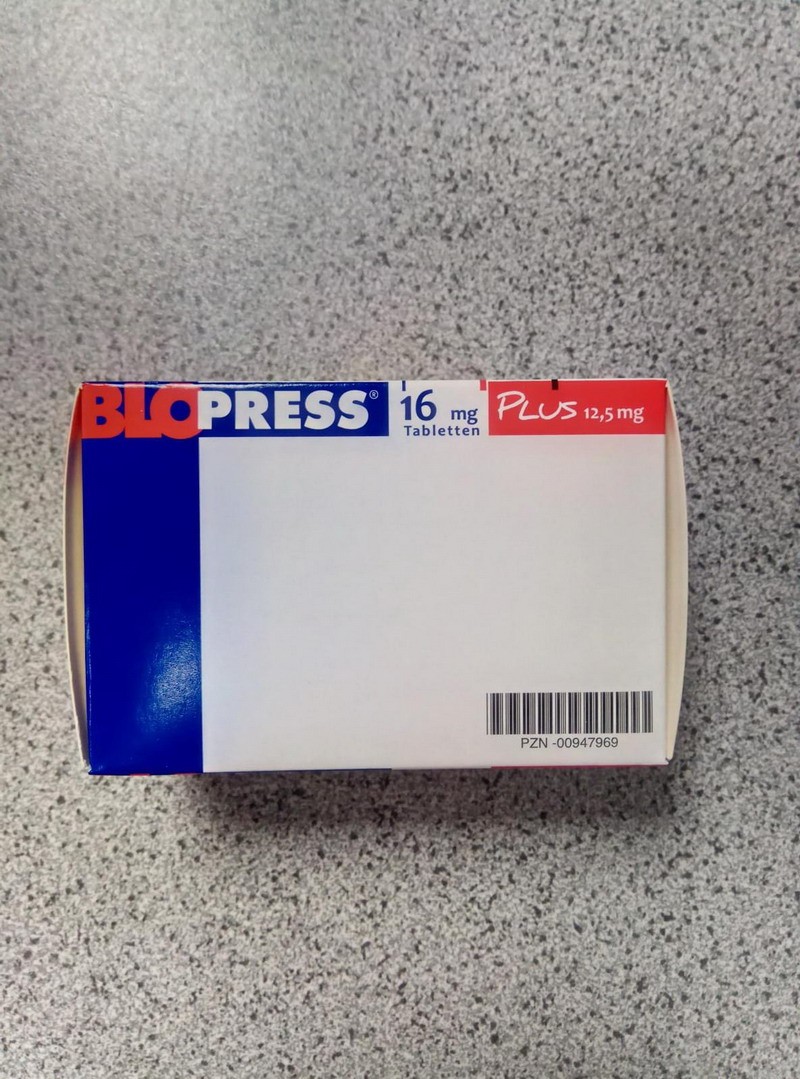 BLOPRESS® 16 mg PLUS 12,5 mg
Tabletten
PZN -00947969